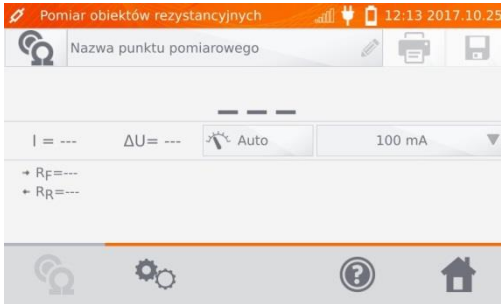 Pomiar obiektów rezystancyjnych 12:13 2017.10.25
Nazwa punktu pomiarowego
---
I = --- ΔU= --- Auto 100 mA
→ RF=---
← RR=---